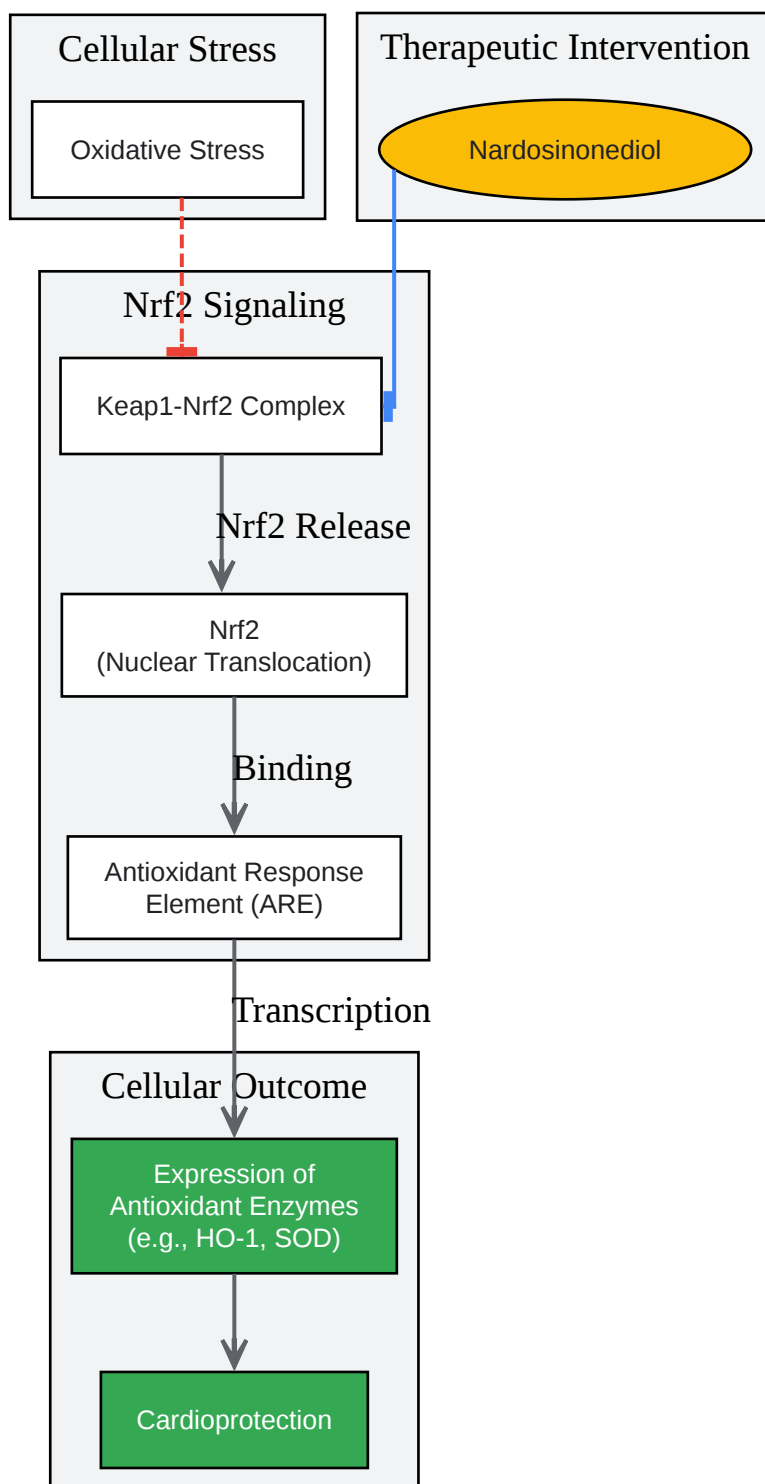 Cellular Stress
Oxidative Stress
Therapeutic Intervention
Nardosinonediol
Nrf2 Signaling
Keap1-Nrf2 Complex
Nrf2 Release
Nrf2
(Nuclear Translocation)
Binding
Antioxidant Response
Element (ARE)
Transcription
Cellular Outcome
Expression of
Antioxidant Enzymes
(e.g., HO-1, SOD)
Cardioprotection